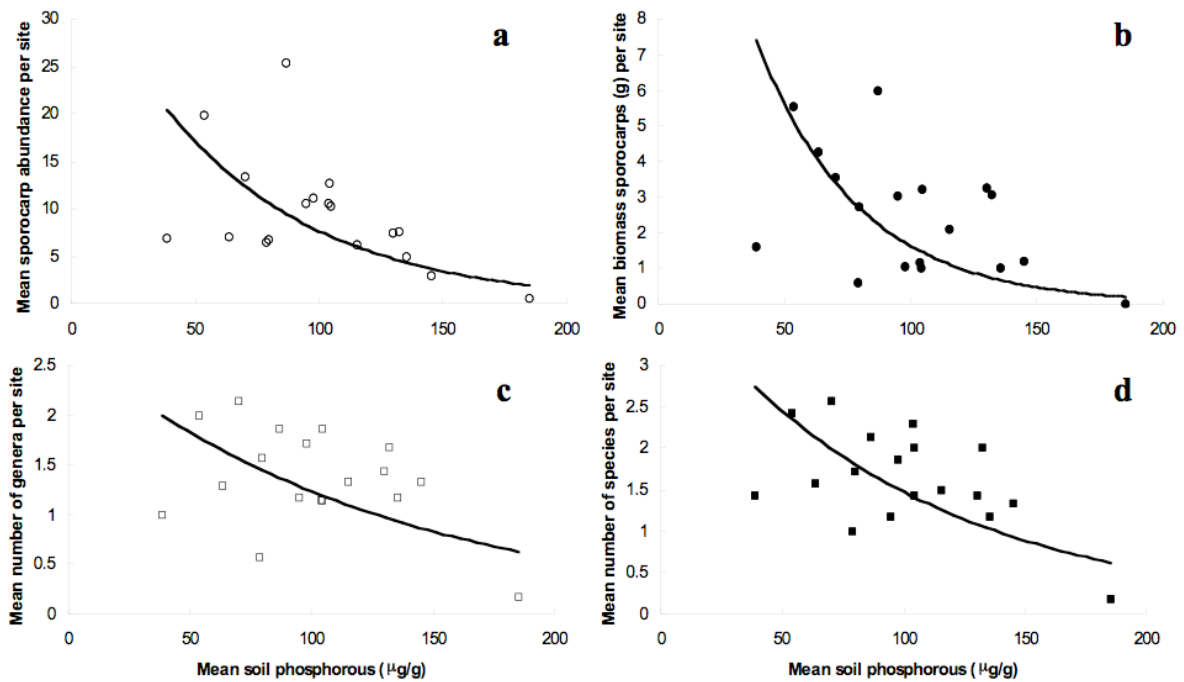 Mean sporocarp abundance per site
30
25
20
15
10
5
0
0 50 100 150 200
a
Mean biomass sporocarps (g) per site
8
7
6
5
4
3
2
1
0
0 50 100 150 200
b
Mean number of genera per site
2.5
2
1.5
1
0.5
0
0 50 100 150 200
Mean soil phosphorous (μg/g)
c
Mean number of species per site
3
2.5
2
1.5
1
0.5
0
0 50 100 150 200
Mean soil phosphorous (μg/g)
d